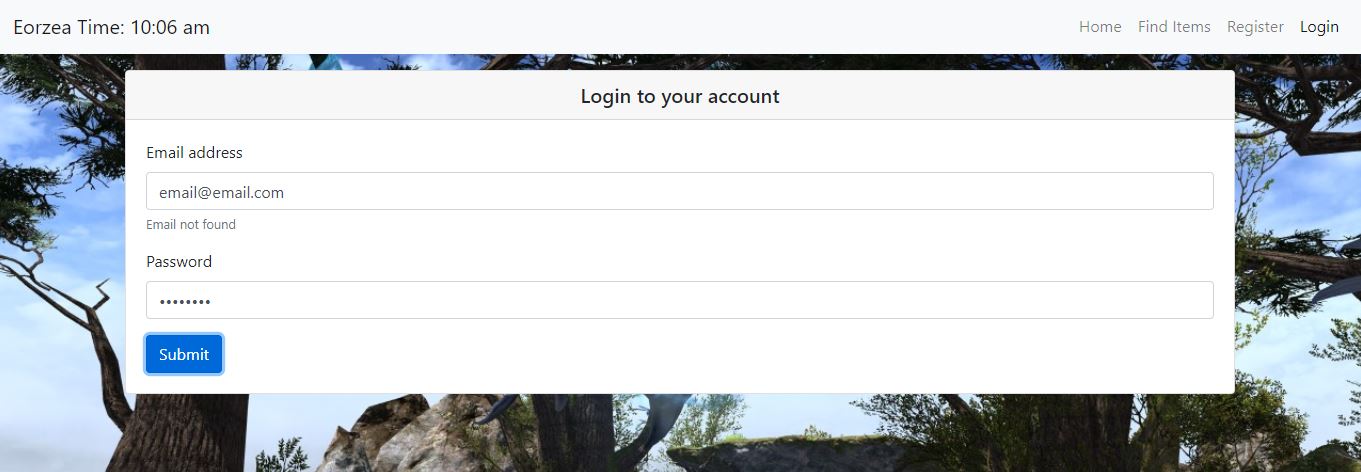 Eorzea Time: 10:06 am
Home Find Items Register Login
Login to your account
Email address
email@email.com
Email not found
Password
••••••••
Submit